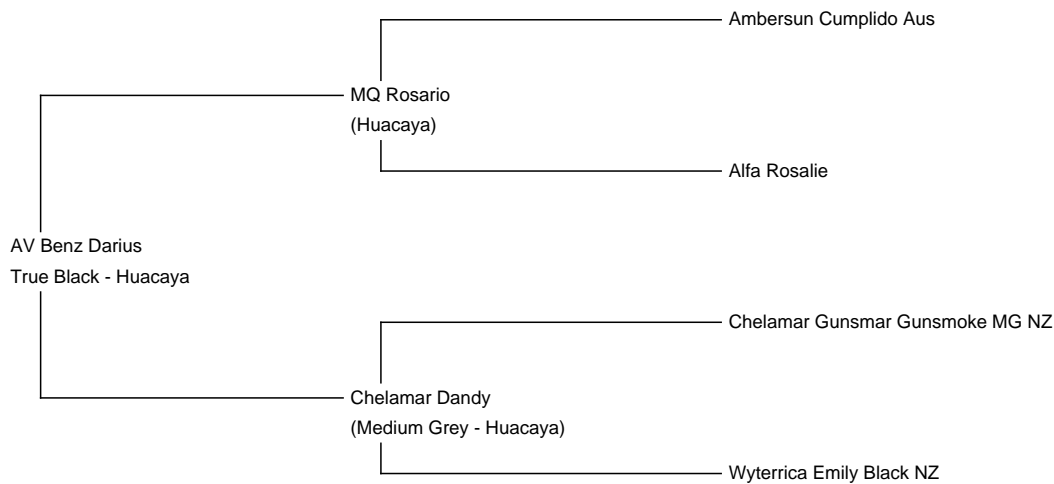 Ambersun Cumplido Aus
MQ Rosario
(Huacaya)
Alfa Rosalie
AV Benz Darius
True Black - Huacaya
Chelamar Gunsmar Gunsmoke MG NZ
Chelamar Dandy
(Medium Grey - Huacaya)
Wyterrica Emily Black NZ